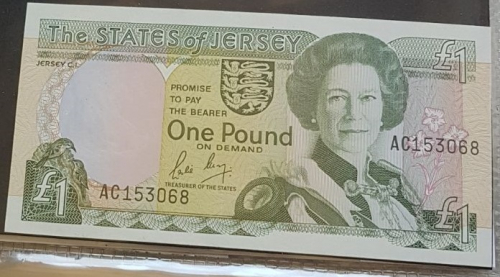 The STATES of JERSEY
£1
JERSEY C.I.
PROMISE
TO PAY
THE BEARER
One Pound
ON DEMAND
AC153068
TREASURER OF THE STATES
AC153068
£1
£1